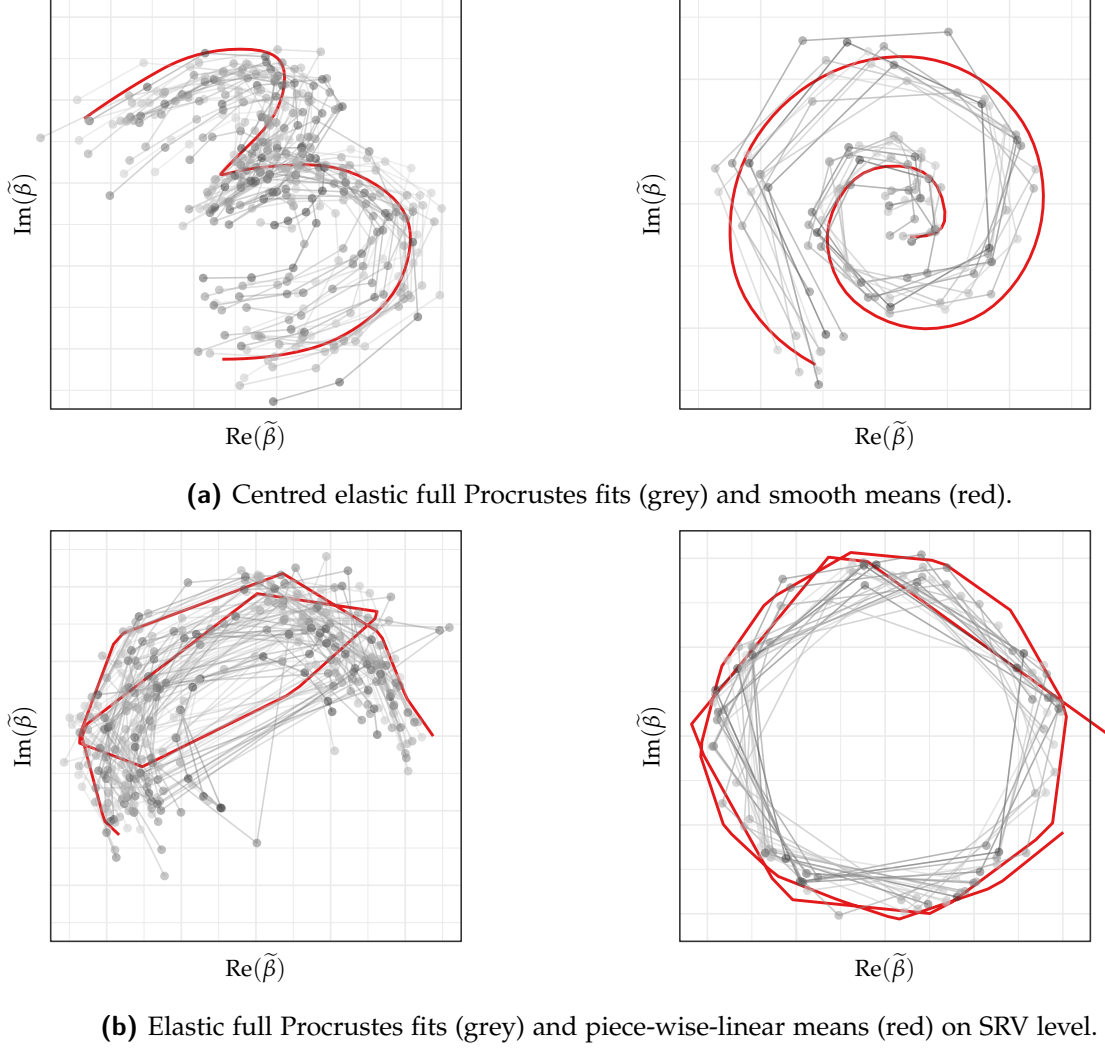 Im(β̃)
Im(β̃)
Re(β̃)
Re(β̃)
(a) Centred elastic full Procrustes fits (grey) and smooth means (red).
Im(β̃)
Im(β̃)
Re(β̃)
Re(β̃)
(b) Elastic full Procrustes fits (grey) and piece-wise-linear means (red) on SRV level.